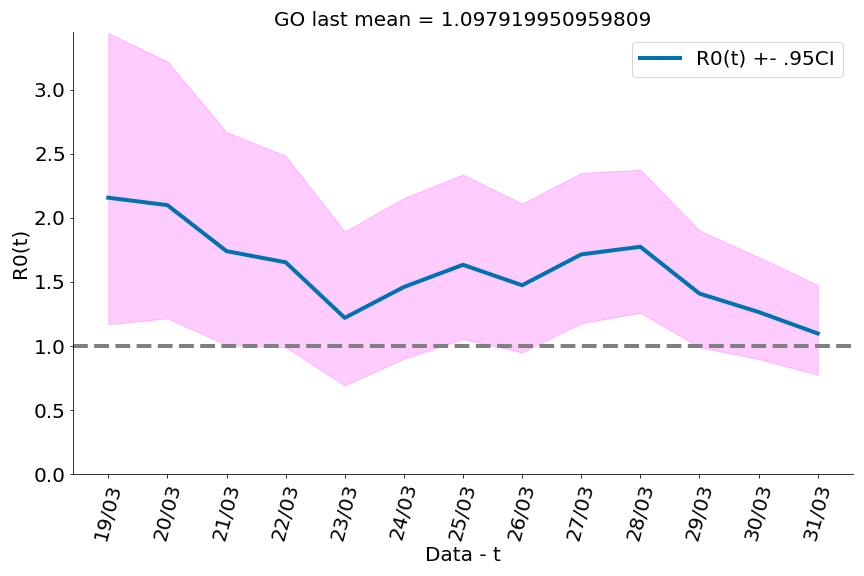 GO last mean = 1.097919950959809
R0(t) +- .95CI
R0(t)
3.0
2.5
2.0
1.5
1.0
0.5
0.0
19/03 20/03 21/03 22/03 23/03 24/03 25/03 26/03 27/03 28/03 29/03 30/03 31/03
Data - t